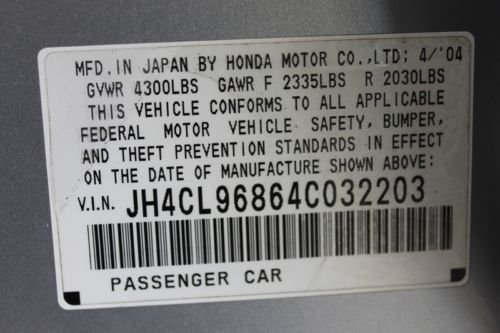 MFD. IN JAPAN BY HONDA MOTOR CO., LTD; 4/'04
GVWR 4300LBS GAWR F 2335LBS R 2030LBS
THIS VEHICLE CONFORMS TO ALL APPLICABLE
FEDERAL MOTOR VEHICLE SAFETY, BUMPER,
AND THEFT PREVENTION STANDARDS IN EFFECT
ON THE DATE OF MANUFACTURE SHOWN ABOVE:
V.I.N. JH4CL96864C032203
PASSENGER CAR